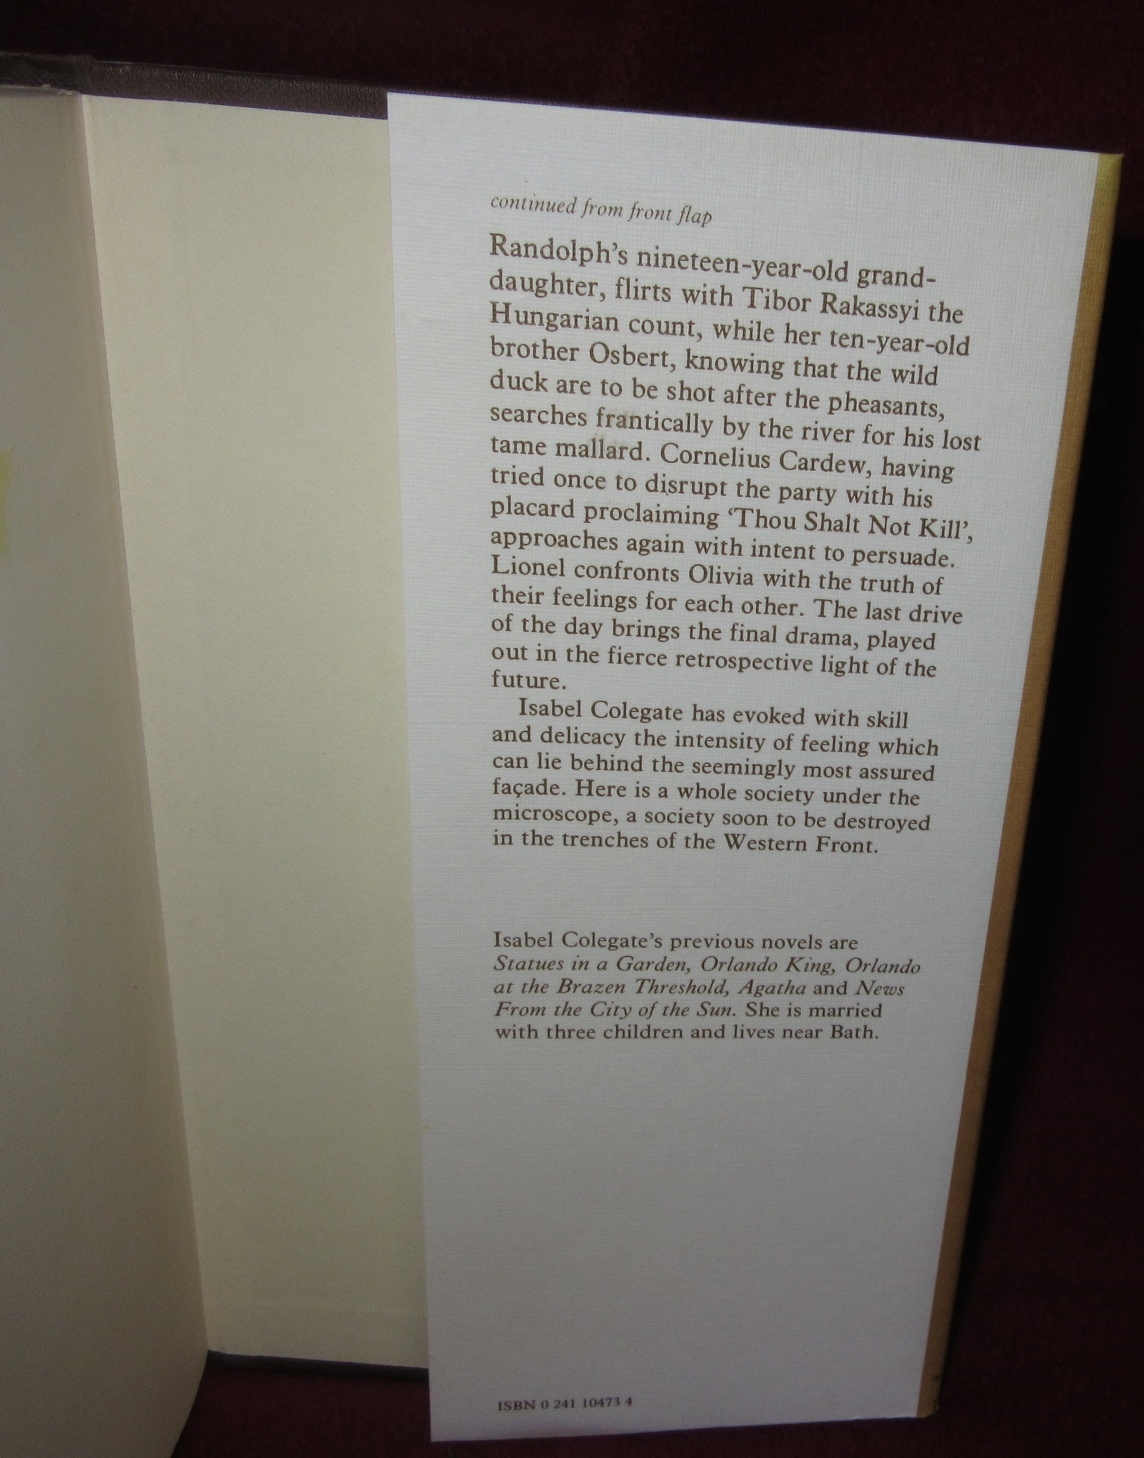 continued from front flap
Randolph's nineteen-year-old grand-
daughter, flirts with Tibor Rakassyi the
Hungarian count, while her ten-year-old
brother Osbert, knowing that the wild
duck are to be shot after the pheasants,
searches frantically by the river for his lost
tame mallard. Cornelius Cardew, having
tried once to disrupt the party with his
placard proclaiming ‘Thou Shalt Not Kill’,
approaches again with intent to persuade.
Lionel confronts Olivia with the truth of
their feelings for each other. The last drive
of the day brings the final drama, played
out in the fierce retrospective light of the
future.
Isabel Colegate has evoked with skill
and delicacy the intensity of feeling which
can lie behind the seemingly most assured
façade. Here is a whole society under the
microscope, a society soon to be destroyed
in the trenches of the Western Front.
Isabel Colegate's previous novels are
Statues in a Garden, Orlando King, Orlando
at the Brazen Threshold, Agatha and News
From the City of the Sun. She is married
with three children and lives near Bath.
ISBN 0 241 10473 4